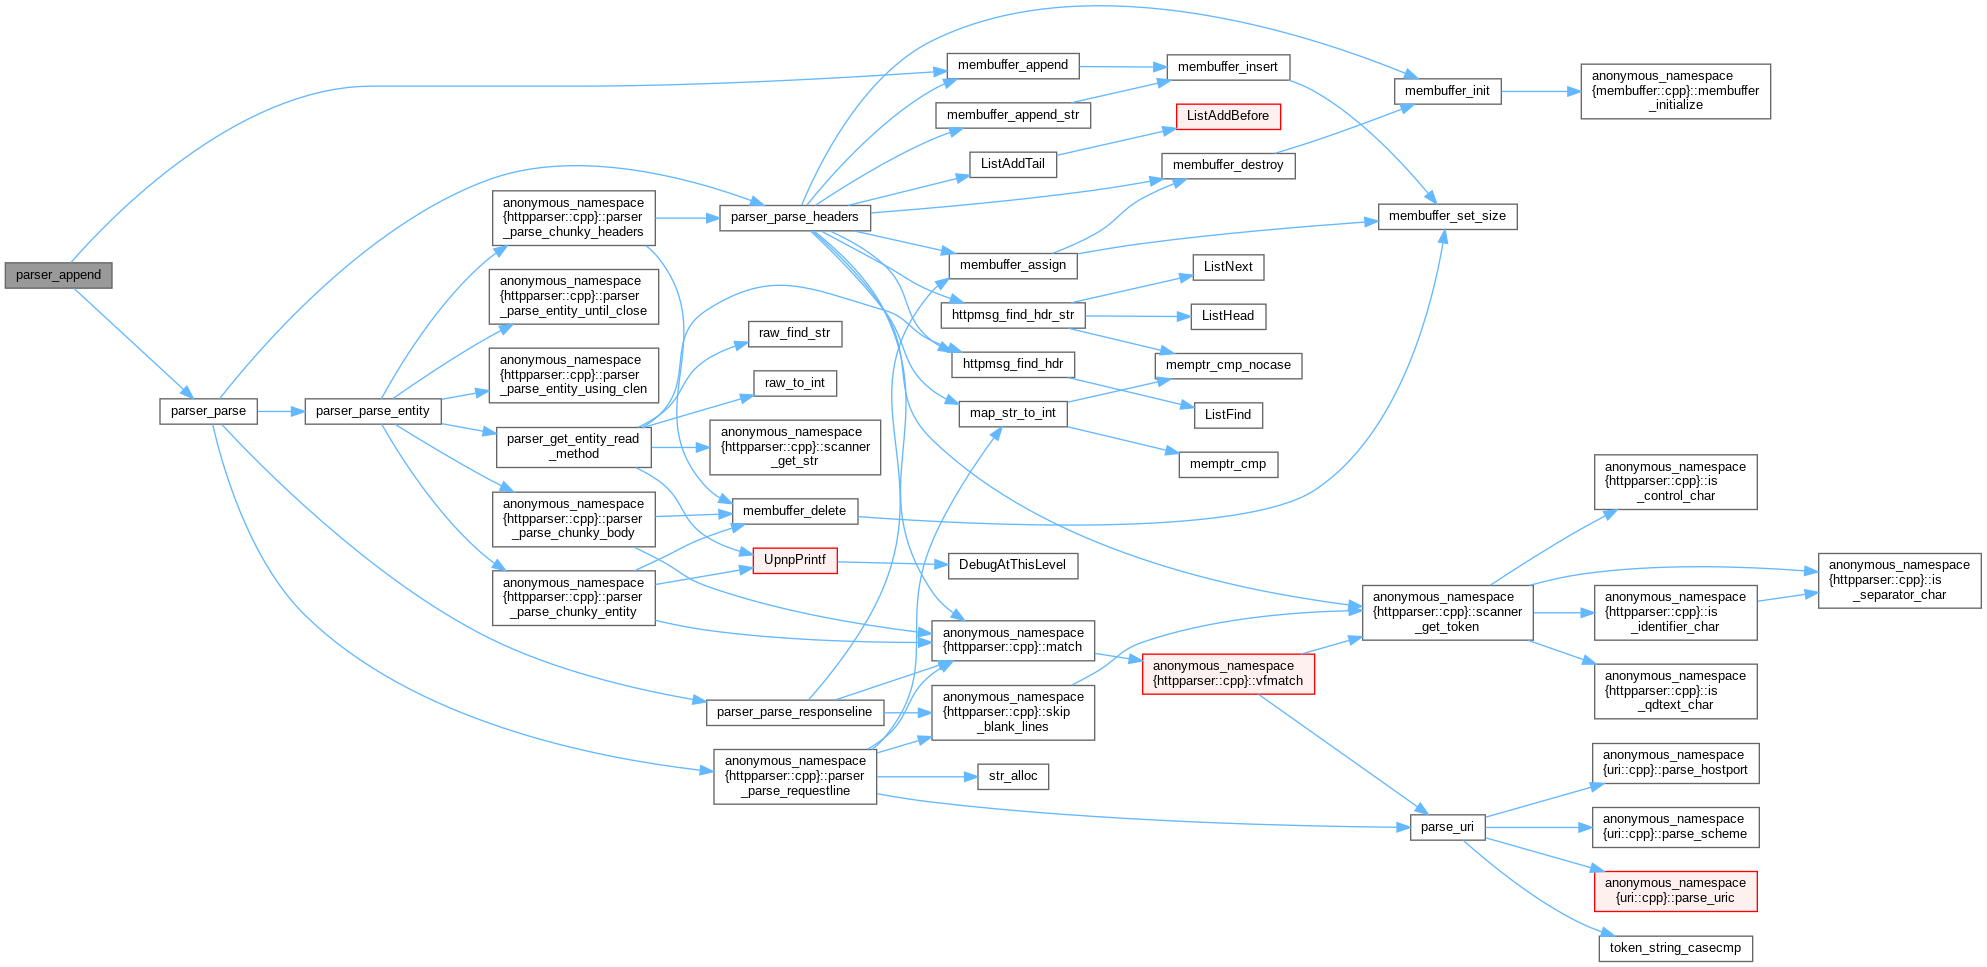 parser_append
parser_parse
parser_parse_entity
anonymous_namespace
{httpparser::cpp}::parser
_parse_chunky_headers
anonymous_namespace
{httpparser::cpp}::parser
_parse_entity_until_close
anonymous_namespace
{httpparser::cpp}::parser
_parse_entity_using_clen
parser_get_entity_read
_method
anonymous_namespace
{httpparser::cpp}::parser
_parse_chunky_body
anonymous_namespace
{httpparser::cpp}::parser
_parse_chunky_entity
parser_parse_headers
raw_find_str
raw_to_int
anonymous_namespace
{httpparser::cpp}::scanner
_get_str
membuffer_delete
UpnpPrintf
parser_parse_responseline
anonymous_namespace
{httpparser::cpp}::parser
_parse_requestline
membuffer_append
membuffer_append_str
ListAddTail
membuffer_assign
httpmsg_find_hdr_str
httpmsg_find_hdr
map_str_to_int
DebugAtThisLevel
anonymous_namespace
{httpparser::cpp}::match
anonymous_namespace
{httpparser::cpp}::skip
_blank_lines
str_alloc
membuffer_insert
ListAddBefore
membuffer_destroy
ListNext
ListHead
memptr_cmp_nocase
ListFind
memptr_cmp
anonymous_namespace
{httpparser::cpp}::vfmatch
membuffer_init
membuffer_set_size
anonymous_namespace
{httpparser::cpp}::scanner
_get_token
parse_uri
anonymous_namespace
{membuffer::cpp}::membuffer
_initialize
anonymous_namespace
{httpparser::cpp}::is
_control_char
anonymous_namespace
{httpparser::cpp}::is
_identifier_char
anonymous_namespace
{httpparser::cpp}::is
_qdtext_char
anonymous_namespace
{uri::cpp}::parse_hostport
anonymous_namespace
{uri::cpp}::parse_scheme
anonymous_namespace
{uri::cpp}::parse_uric
token_string_casecmp
anonymous_namespace
{httpparser::cpp}::is
_separator_char